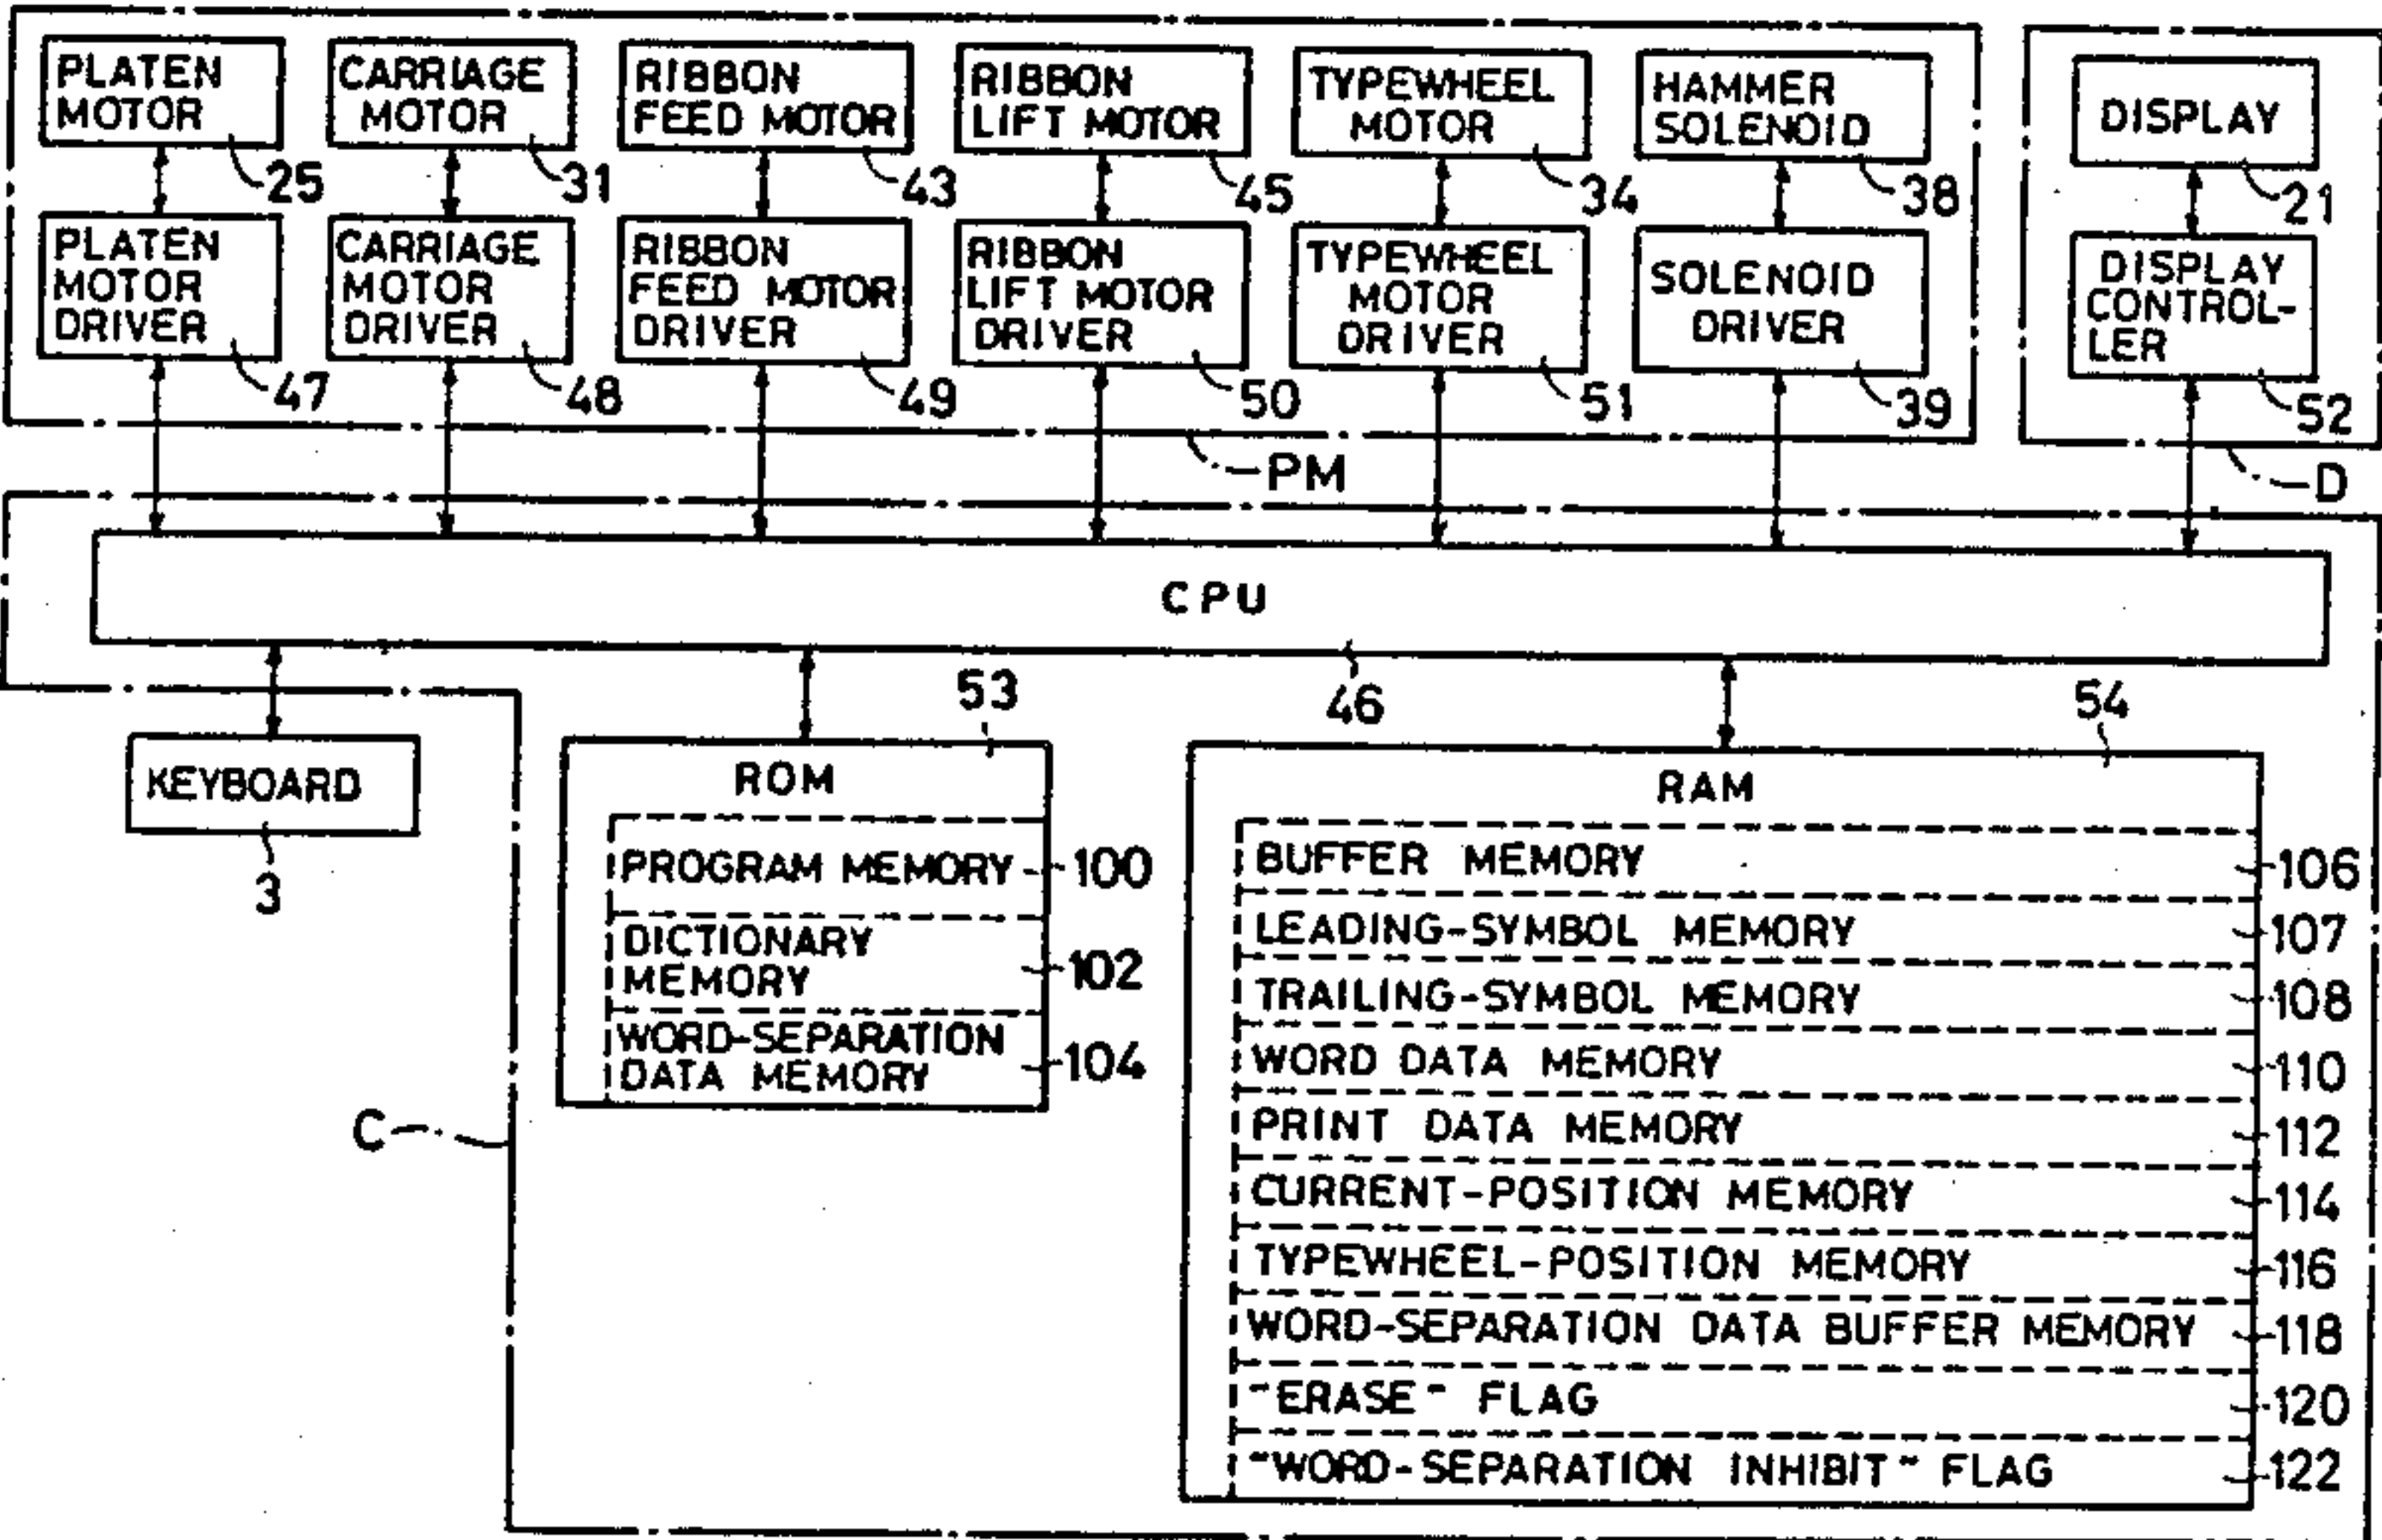 PLATEN
MOTOR
25
CARRIAGE
MOTOR
31
RIBBON
FEED MOTOR
43
RIBBON
LIFT MOTOR
45
TYPEWHEEL
MOTOR
34
HAMMER
SOLENOID
38
DISPLAY
21
PLATEN
MOTOR
DRIVER
47
CARRIAGE
MOTOR
DRIVER
48
RIBBON
FEED MOTOR
DRIVER
49
RIBBON
LIFT MOTOR
DRIVER
50
TYPEWHEEL
MOTOR
DRIVER
51
SOLENOID
DRIVER
39
DISPLAY
CONTROL-
LER
52
PM
D
CPU
46
KEYBOARD
3
53
ROM
PROGRAM MEMORY 100
DICTIONARY
MEMORY 102
WORD-SEPARATION
DATA MEMORY 104
C
54
RAM
BUFFER MEMORY 106
LEADING-SYMBOL MEMORY 107
TRAILING-SYMBOL MEMORY 108
WORD DATA MEMORY 110
PRINT DATA MEMORY 112
CURRENT-POSITION MEMORY 114
TYPEWHEEL-POSITION MEMORY 116
WORD-SEPARATION DATA BUFFER MEMORY 118
"ERASE" FLAG 120
"WORD-SEPARATION INHIBIT" FLAG 122